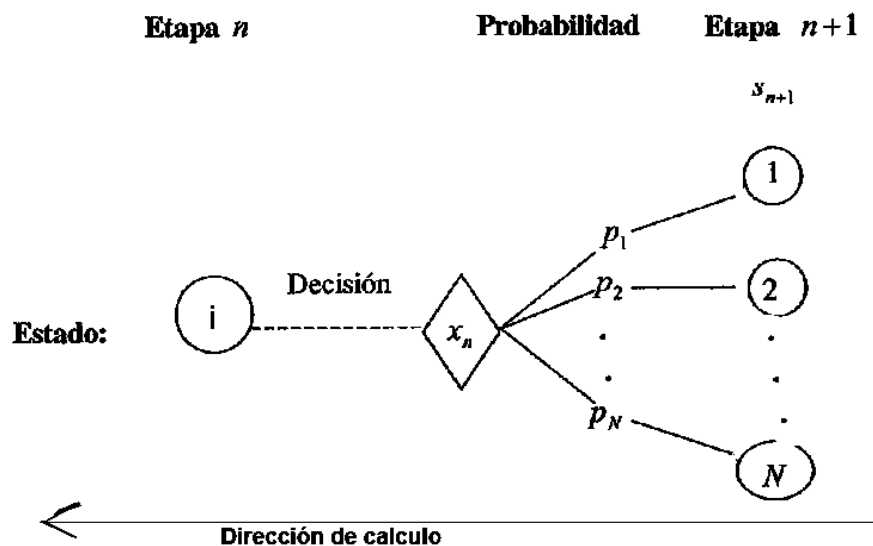 Etapa n Probabilidad Etapa n+1
s_{n+1}
1
p_1
Decisión p_2 2
Estado: i x_n
p_N
N
Dirección de calculo